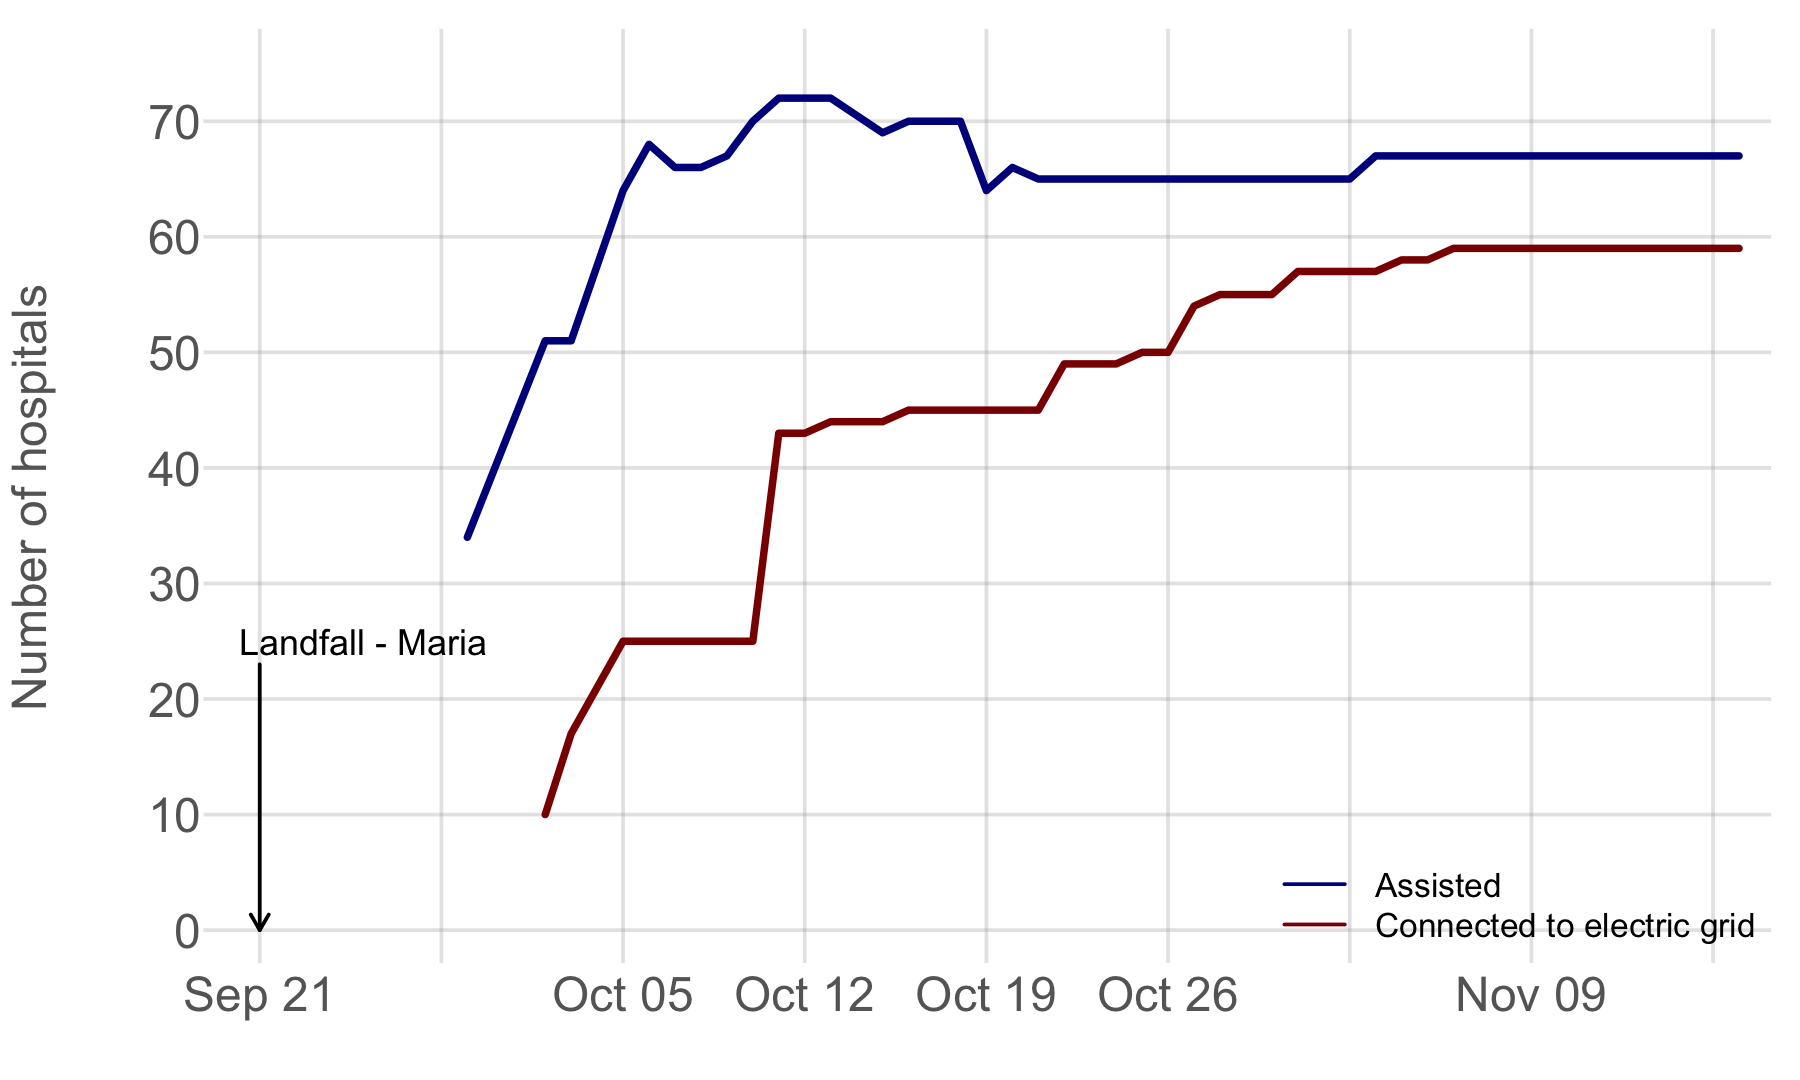 Number of hospitals
70
60
50
40
30
20
10
0
Landfall - Maria
Assisted
Connected to electric grid
Sep 21
Oct 05
Oct 12
Oct 19
Oct 26
Nov 09